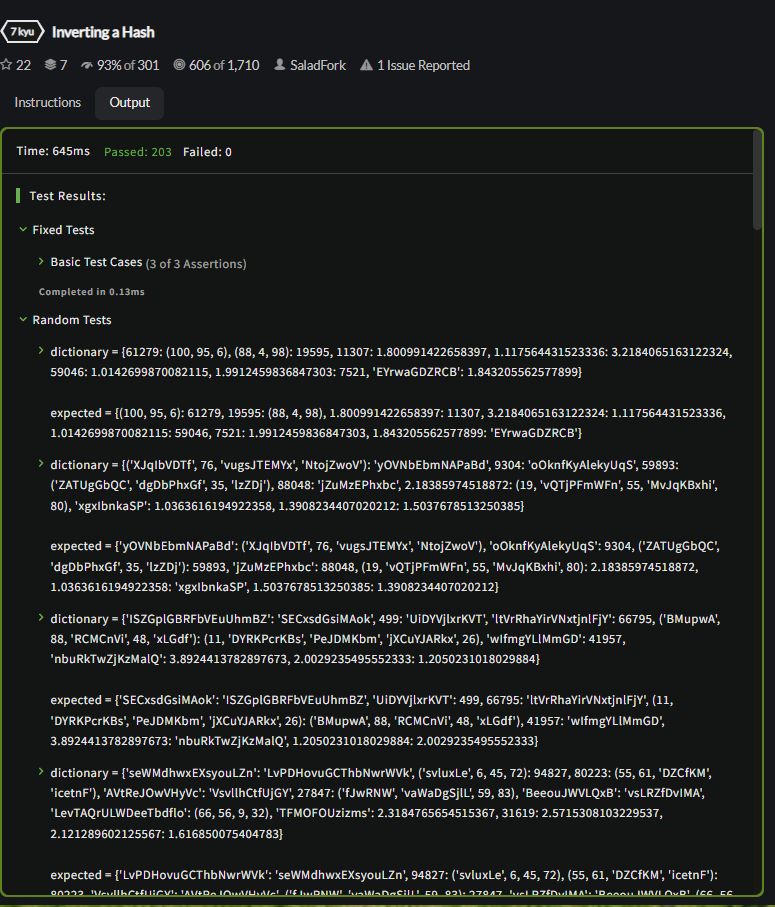 7 kyu Inverting a Hash
22 7 93% of 301 606 of 1,710 SaladFork 1 Issue Reported
Instructions Output
Time: 645ms Passed: 203 Failed: 0
Test Results:
Fixed Tests
Basic Test Cases (3 of 3 Assertions)
Completed in 0.13ms
Random Tests
dictionary = {61279: (100, 95, 6), (88, 4, 98): 19595, 11307: 1.800991422658397, 1.117564431523336: 3.2184065163122324,
59046: 1.0142699870082115, 1.9912459836847303: 7521, 'EYrwaGDZRCB': 1.843205562577899}
expected = {(100, 95, 6): 61279, 19595: (88, 4, 98), 1.800991422658397: 11307, 3.2184065163122324: 1.117564431523336,
1.0142699870082115: 59046, 7521: 1.9912459836847303, 1.843205562577899: 'EYrwaGDZRCB'}
dictionary = {('XJqIbVDTf', 76, 'vugsJTEMYx', 'NtojZwoV'): 'yOVNbEbmNAPaBd', 9304: 'oOknfKyAlekyUqS', 59893:
('ZATUgGbQC', 'dgDbPhxGf', 35, 'lzZDj'), 88048: 'jZuMzEPhxbc', 2.18385974518872: (19, 'vQTjPFmWFn', 55, 'MvJqKBxhi',
80), 'xgxIbnkaSP': 1.0363616194922358, 1.3908234407020212: 1.5037678513250385}
expected = {'yOVNbEbmNAPaBd': ('XJqIbVDTf', 76, 'vugsJTEMYx', 'NtojZwoV'), 'oOknfKyAlekyUqS': 9304, ('ZATUgGbQC',
'dgDbPhxGf', 35, 'lzZDj'): 59893, 'jZuMzEPhxbc': 88048, (19, 'vQTjPFmWFn', 55, 'MvJqKBxhi', 80): 2.18385974518872,
1.0363616194922358: 'xgxIbnkaSP', 1.5037678513250385: 1.3908234407020212}
dictionary = {'ISZGplGBRFbVEuUhmBZ': 'SECxsdGsiMAok', 499: 'UiDYVjlxrKVT', 'ltVrRhaYirVNxtjnlFjY': 66795, ('BMupwA',
88, 'RCMCnVi', 48, 'xLGdf'): (11, 'DYRKPcrKBs', 'PeJDMKbm', 'jXCuYJARkx', 26), 'wIfmgYLlMmGD': 41957,
'nbuRkTwZjKzMalQ': 3.8924413782897673, 2.0029235495552333: 1.2050231018029884}
expected = {'SECxsdGsiMAok': 'ISZGplGBRFbVEuUhmBZ', 'UiDYVjlxrKVT': 499, 66795: 'ltVrRhaYirVNxtjnlFjY', (11,
'DYRKPcrKBs', 'PeJDMKbm', 'jXCuYJARkx', 26): ('BMupwA', 88, 'RCMCnVi', 48, 'xLGdf'), 41957: 'wIfmgYLlMmGD',
3.8924413782897673: 'nbuRkTwZjKzMalQ', 1.2050231018029884: 2.0029235495552333}
dictionary = {'seWMdhwxEXsyouLZn': 'LvPDHovuGCThbNwrWVk', ('svluxLe', 6, 45, 72): 94827, 80223: (55, 61, 'DZCfKM',
'icetnF'), 'AVtReJOwVHyVc': 'VsvllhCtfUjGY', 27847: ('fJwRNW', 'vaWaDgSjlL', 59, 83), 'BeeouJWVLQxB': 'vsLRZfDvIMA',
'LevTAQrULWDeeTbdflo': (66, 56, 9, 32), 'TFMOFOUzizms': 2.3184765654515367, 31619: 2.5715308103229537,
2.121289602125567: 1.616850075404783}
expected = {'LvPDHovuGCThbNwrWVk': 'seWMdhwxEXsyouLZn', 94827: ('svluxLe', 6, 45, 72), (55, 61, 'DZCfKM', 'icetnF'):
80223, 'VsvllhCtfUjGY': 'AVtReJOwVHyVc', ('fJwRNW', 'vaWaDgSjlL', 59, 83): 27847, 'vsLRZfDvIMA': 'BeeouJWVLQxB', (66, 56,